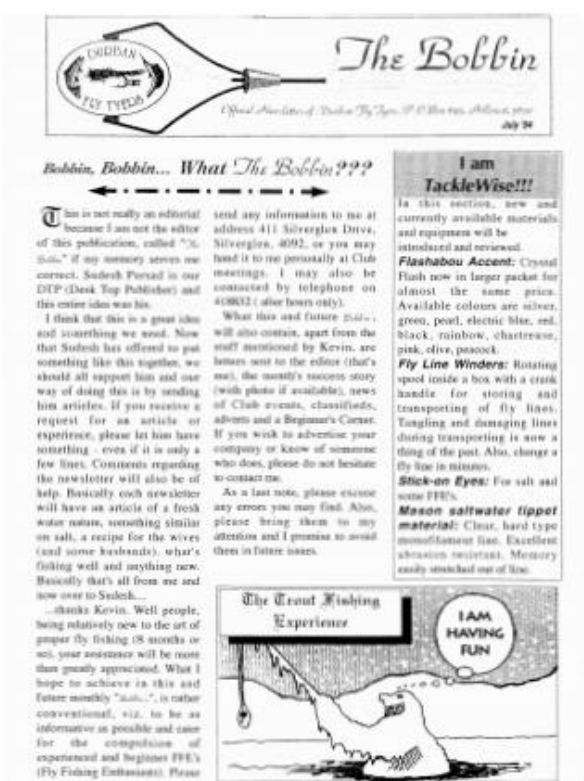 DURBAN
FLY TYERS
The Bobbin
Official Newsletter of Durban Fly Tyers, P O Box
July '94
Bobbin, Bobbin... What The Bobbin???
This is not really an editorial
because I am not the editor
of this publication, called "The
Bobbin" if my memory serves me
correct. Sudesh Persad is our
DTP (Desk Top Publisher) and
this entire idea was his.
I think that this is a great idea
and something we need. Now
that Sudesh has offered to put
something like this together, we
should all support him and one
way of doing this is by sending
him articles. If you receive a
request for an article or
experience, please let him have
something - even if it is only a
few lines. Comments regarding
the newsletter will also be of
help. Basically each newsletter
will have an article of a fresh
water nature, something similar
on salt, a recipe for the wives
(and some husbands), what's
fishing well and anything new.
Basically that's all from me and
now over to Sudesh...
...thanks Kevin. Well people,
being relatively new to the art of
proper fly fishing (8 months or
so), your assistance will be more
than greatly appreciated. What I
hope to achieve in this and
future monthly "Bobbin", is rather
conventional, viz. to be as
informative as possible and cater
for the compulsion of
experienced and beginner FFE's
(Fly Fishing Enthusiasts). Please
send any information to me at
address 411 Silverglen Drive,
Silverglen, 4092, or you may
hand it to me personally at Club
meetings. I may also be
contacted by telephone on
(after hours only).
What this and future Bobbin
will also contain, apart from the
stuff mentioned by Kevin, are
letters sent to the editor (that's
me), the month's success story
(with photo if available), news
of Club events, classifieds,
adverts and a Beginner's Corner.
If you wish to advertise your
company or know of someone
who does, please do not hesitate
to contact me.
As a last note, please excuse
any errors you may find. Also,
please bring them to my
attention and I promise to avoid
them in future issues.
I am
TackleWise!!!
In this section, new and
currently available materials
and equipment will be
introduced and reviewed.
Flashabou Accent: Crystal
Flash now in larger packet for
almost the same price.
Available colours are silver,
green, pearl, electric blue, red,
black, rainbow, chartreuse,
pink, olive, peacock.
Fly Line Winders: Rotating
spool inside a box with a crank
handle for storing and
transporting of fly lines.
Tangling and damaging lines
during transporting is now a
thing of the past. Also, change a
fly line in minutes.
Stick-on Eyes: For salt and
some FFE's.
Mason saltwater tippet
material: Clear, hard type
monofilament line. Excellent
abrasion resistant. Memory
easily stretched out of line.
The Trout Fishing
Experience
I AM
HAVING
FUN